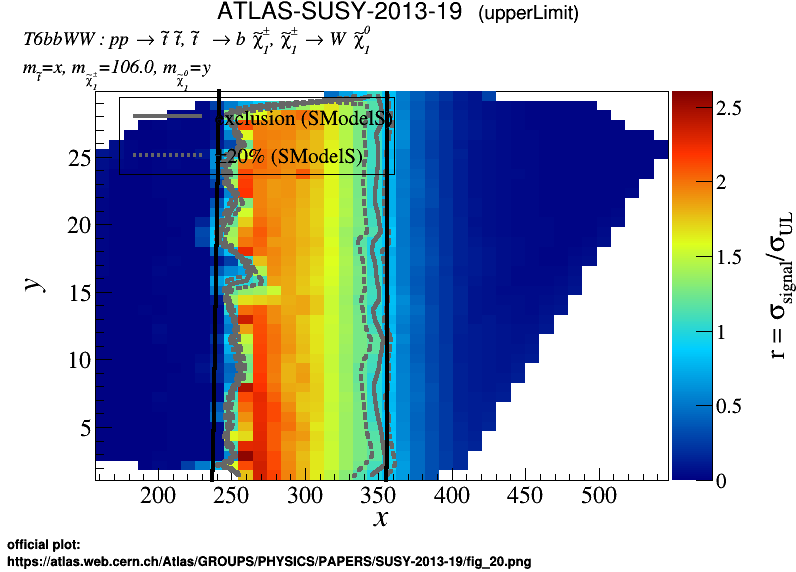 ATLAS-SUSY-2013-19 (upperLimit)
T6bbWW : pp → t̃ t̃, t̃ → b χ̃₁±, χ̃₁± → W χ̃₁⁰
m_t̃=x, m_χ̃₁±=106.0, m_χ̃₁⁰=y
exclusion (SModelS)
±20% (SModelS)
25
20
15
10
5
y
200 250 300 350 400 450 500
x
2.5
2
1.5
1
0.5
0
r = σ_signal/σ_UL
official plot:
https://atlas.web.cern.ch/Atlas/GROUPS/PHYSICS/PAPERS/SUSY-2013-19/fig_20.png